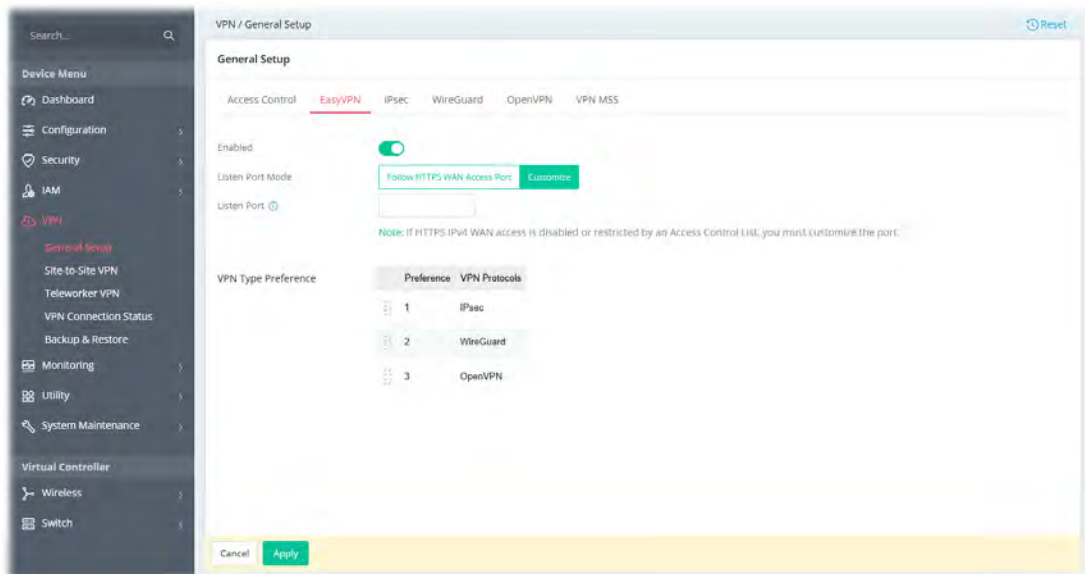 Search...
Device Menu
Dashboard
Configuration
Security
IAM
VPN
General Setup
Site-to-Site VPN
Teleworker VPN
VPN Connection Status
Backup & Restore
Monitoring
Utility
System Maintenance
Virtual Controller
Wireless
Switch
VPN / General Setup
Reset
General Setup
Access Control EasyVPN IPsec WireGuard OpenVPN VPN MSS
Enabled
Listen Port Mode Follow HTTPS WAN Access Port Customize
Listen Port
Note: If HTTPS IPv4 WAN access is disabled or restricted by an Access Control List, you must customize the port.
VPN Type Preference Preference VPN Protocols
1 IPsec
2 WireGuard
3 OpenVPN
Cancel Apply